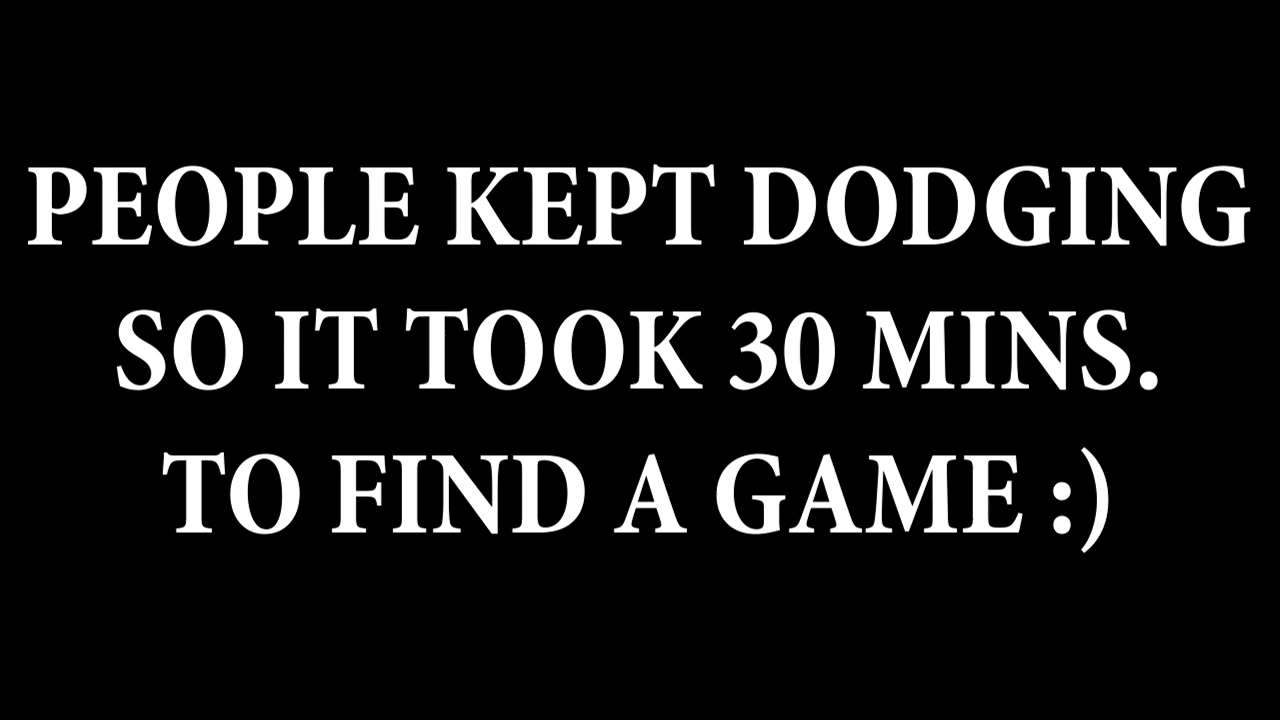 PEOPLE KEPT DODGING
SO IT TOOK 30 MINS.
TO FIND A GAME :)